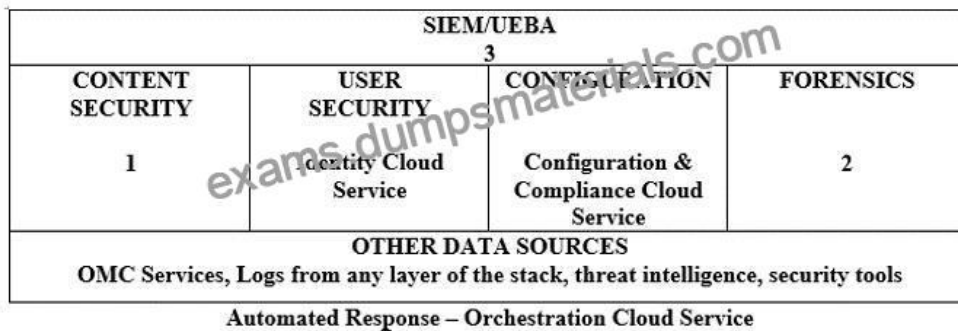 SIEM/UEBA
3
CONTENT SECURITY
1
USER SECURITY
Identity Cloud Service
CONFIGURATION
Configuration & Compliance Cloud Service
FORENSICS
2
OTHER DATA SOURCES
OMC Services, Logs from any layer of the stack, threat intelligence, security tools
Automated Response – Orchestration Cloud Service
exams.dumpsmaterials.com